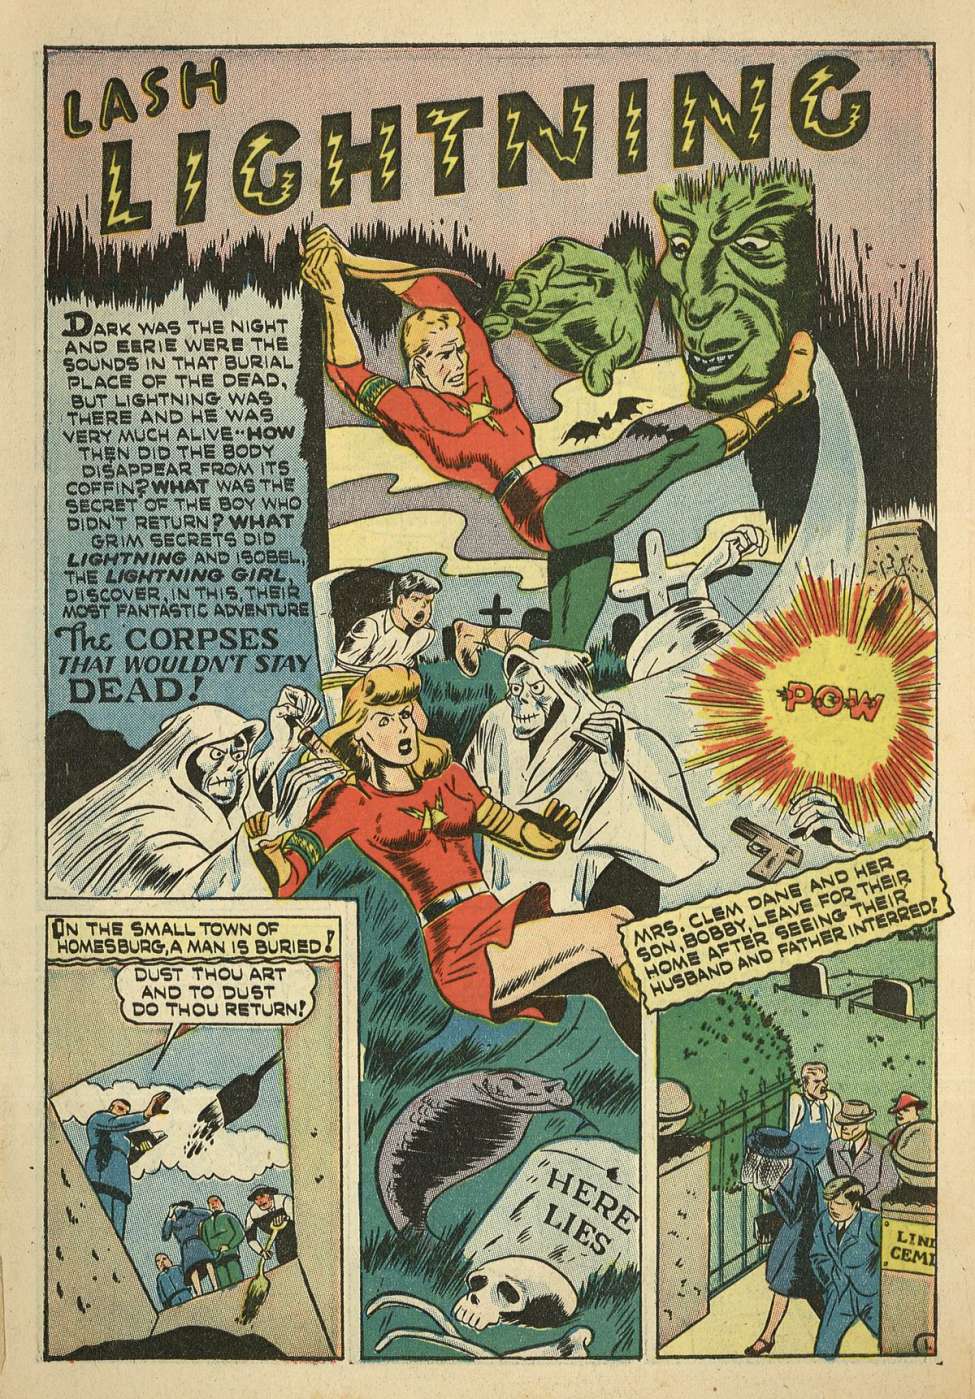 LASH
LIGHTNING
DARK WAS THE NIGHT
AND EERIE WERE THE
SOUNDS IN THAT BURIAL
PLACE OF THE DEAD,
BUT LIGHTNING WAS
THERE AND HE WAS
VERY MUCH ALIVE--HOW
THEN DID THE BODY
DISAPPEAR FROM ITS
COFFIN? WHAT WAS THE
SECRET OF THE BOY WHO
DIDN'T RETURN? WHAT
GRIM SECRETS DID
LIGHTNING AND ISOBEL,
THE LIGHTNING GIRL,
DISCOVER, IN THIS, THEIR
MOST FANTASTIC ADVENTURE
The CORPSES
THAT WOULDN'T STAY
DEAD!
POW
IN THE SMALL TOWN OF
HOMESBURG, A MAN IS BURIED!
DUST THOU ART
AND TO DUST
DO THOU RETURN!
HERE
LIES
MRS. CLEM DANE AND HER
SON, BOBBY, LEAVE FOR THEIR
HOME AFTER SEEING THEIR
HUSBAND AND FATHER INTERRED!
LIND
CEME
1.